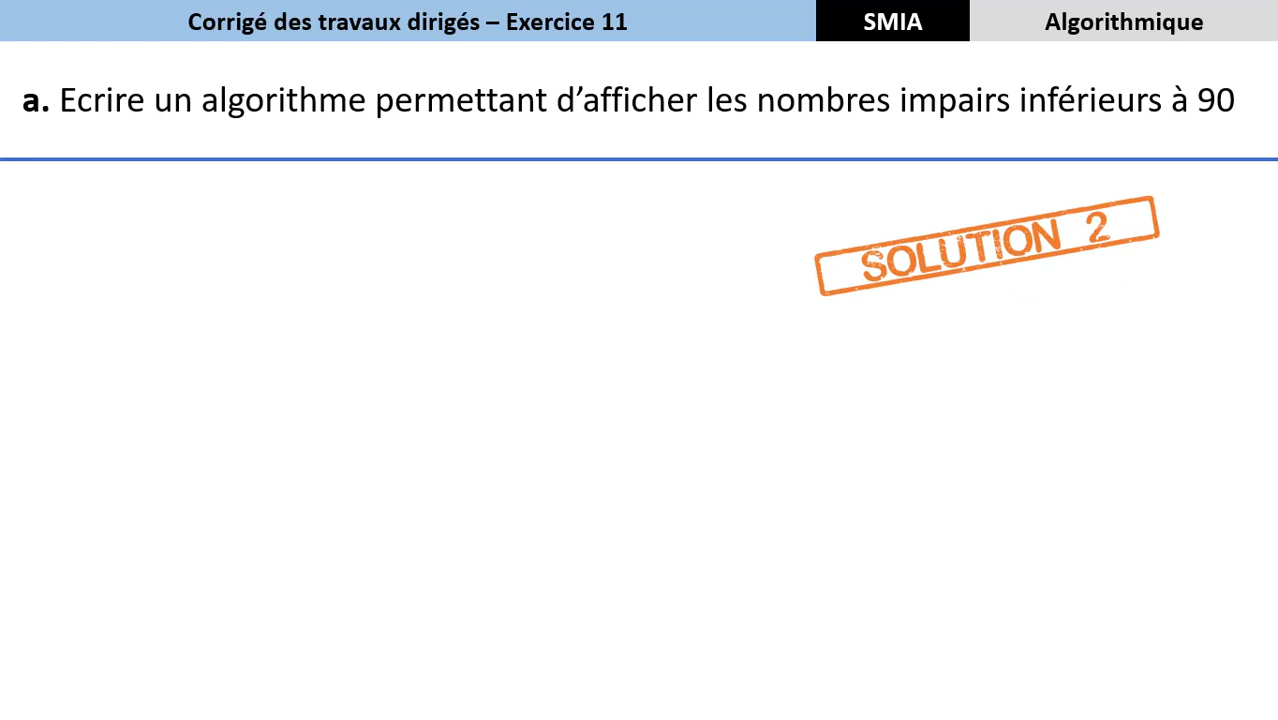 Corrigé des travaux dirigés – Exercice 11 SMIA Algorithmique
a. Ecrire un algorithme permettant d’afficher les nombres impairs inférieurs à 90
SOLUTION 2